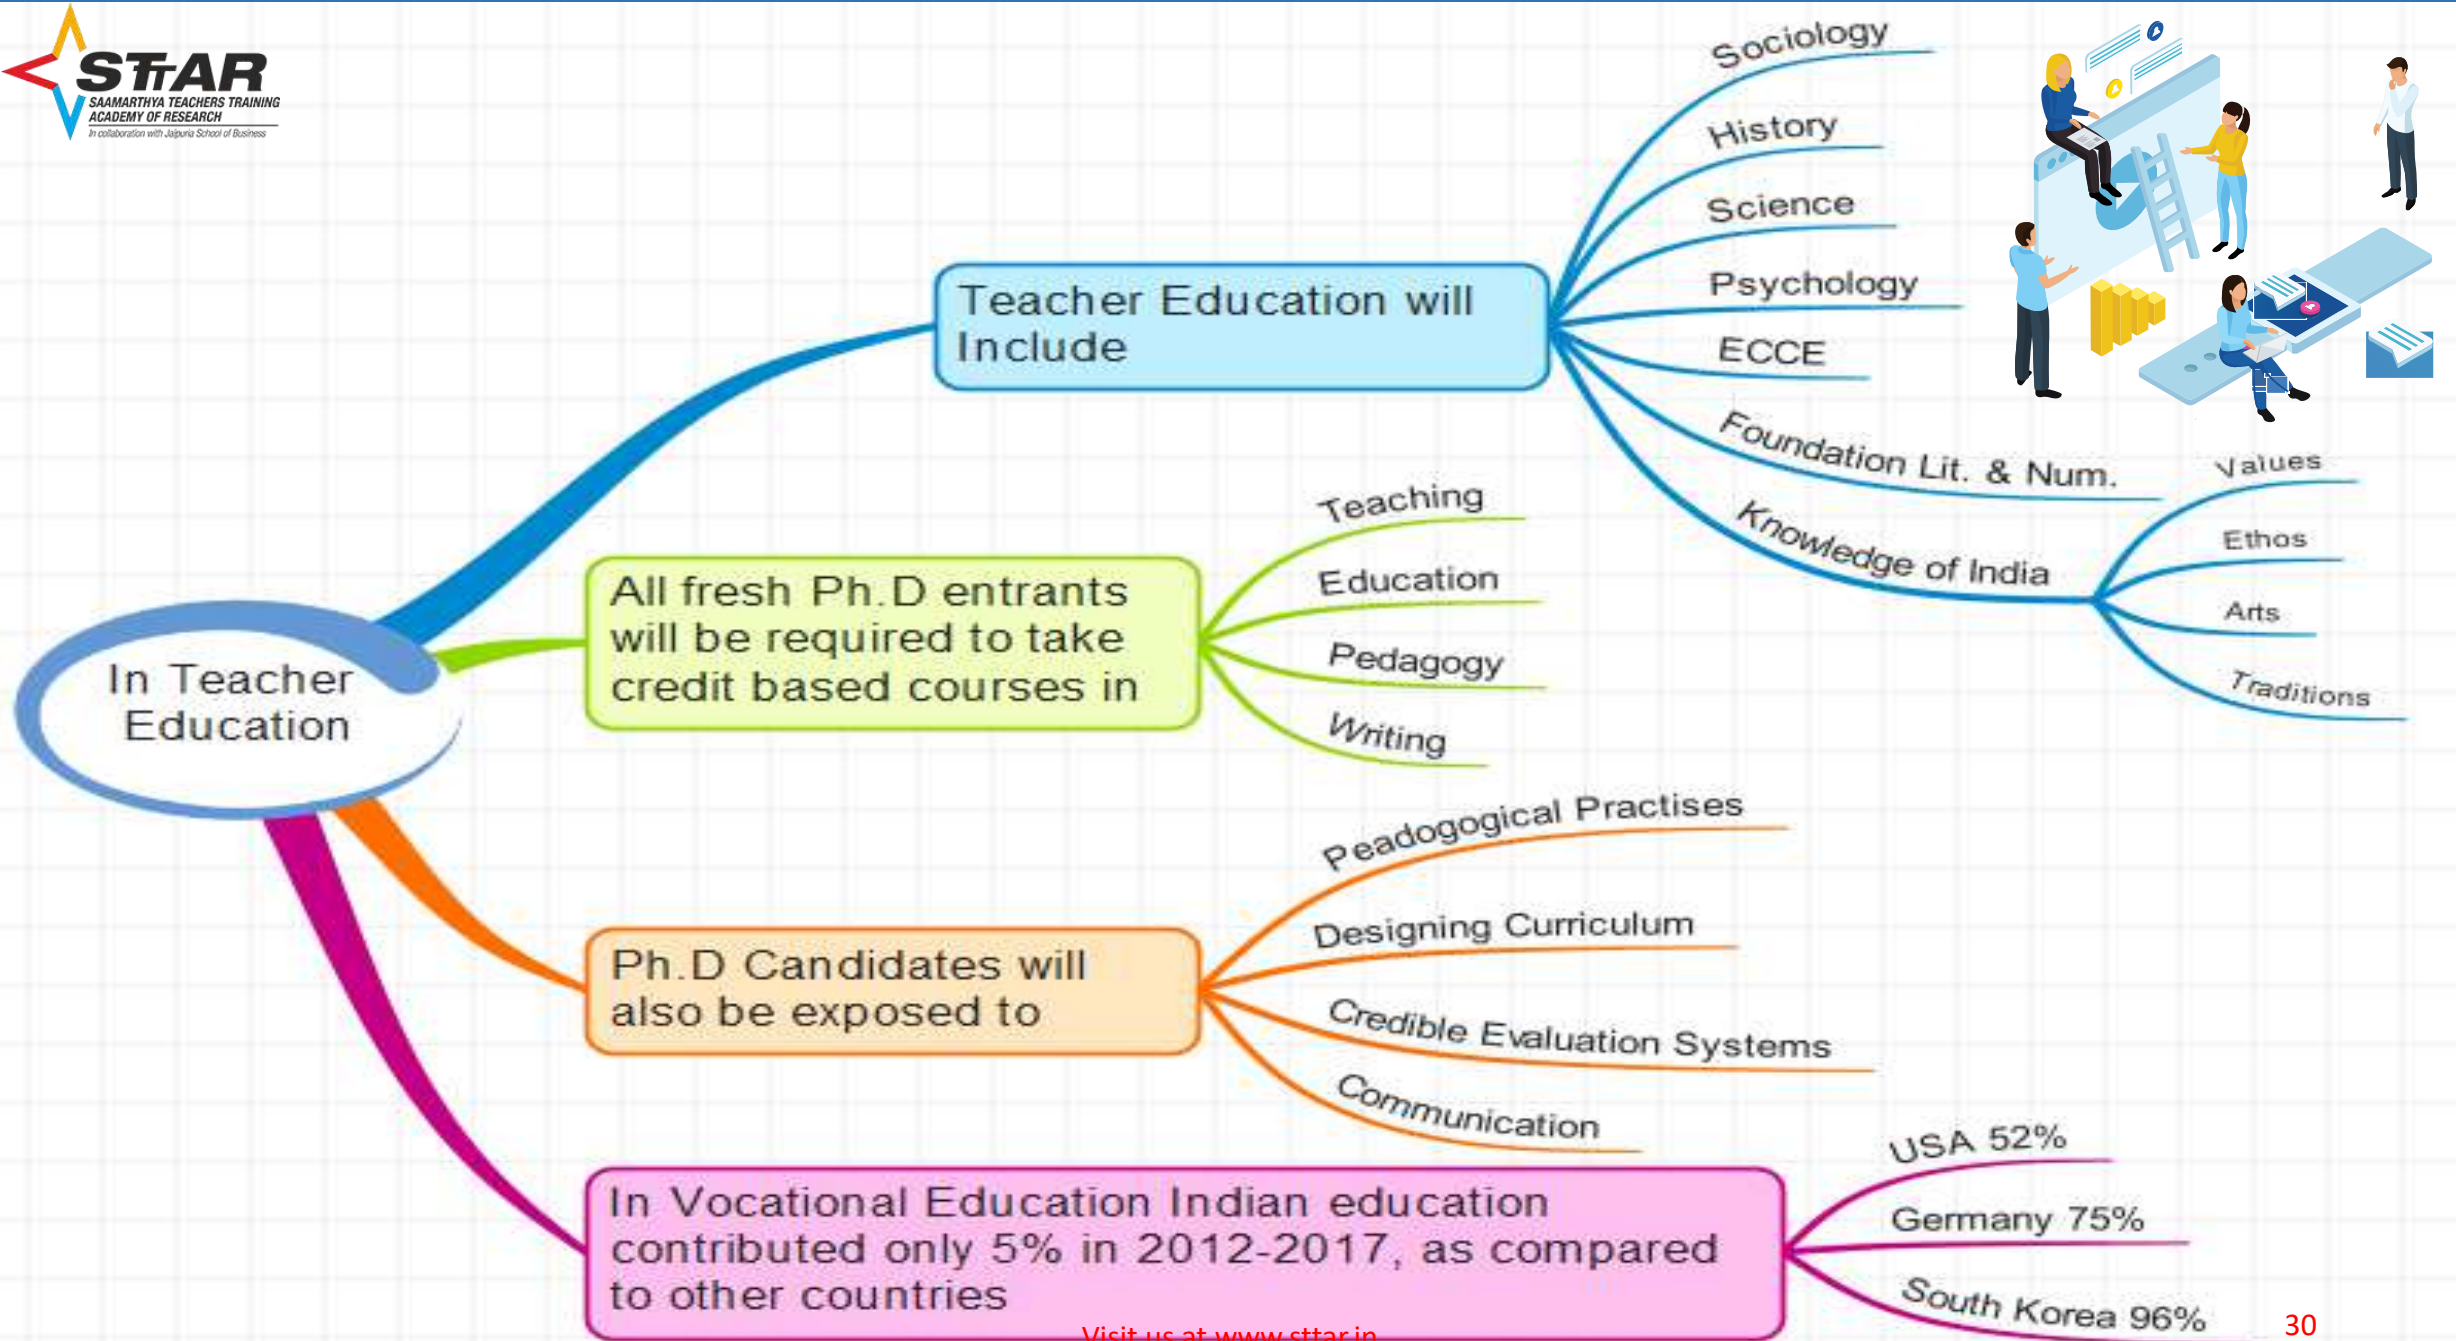 STTAR
SAAMARTHYA TEACHERS TRAINING
ACADEMY OF RESEARCH
In collaboration with Jaipuria School of Business
In Teacher
Education
Teacher Education will
Include
Sociology
History
Science
Psychology
ECCE
Foundation Lit. & Num.
Knowledge of India
Values
Ethos
Arts
Traditions
All fresh Ph.D entrants
will be required to take
credit based courses in
Teaching
Education
Pedagogy
Writing
Ph.D Candidates will
also be exposed to
Peadogogical Practises
Designing Curriculum
Credible Evaluation Systems
Communication
In Vocational Education Indian education
contributed only 5% in 2012-2017, as compared
to other countries
USA 52%
Germany 75%
South Korea 96%
Visit us at www.sttar.in
30